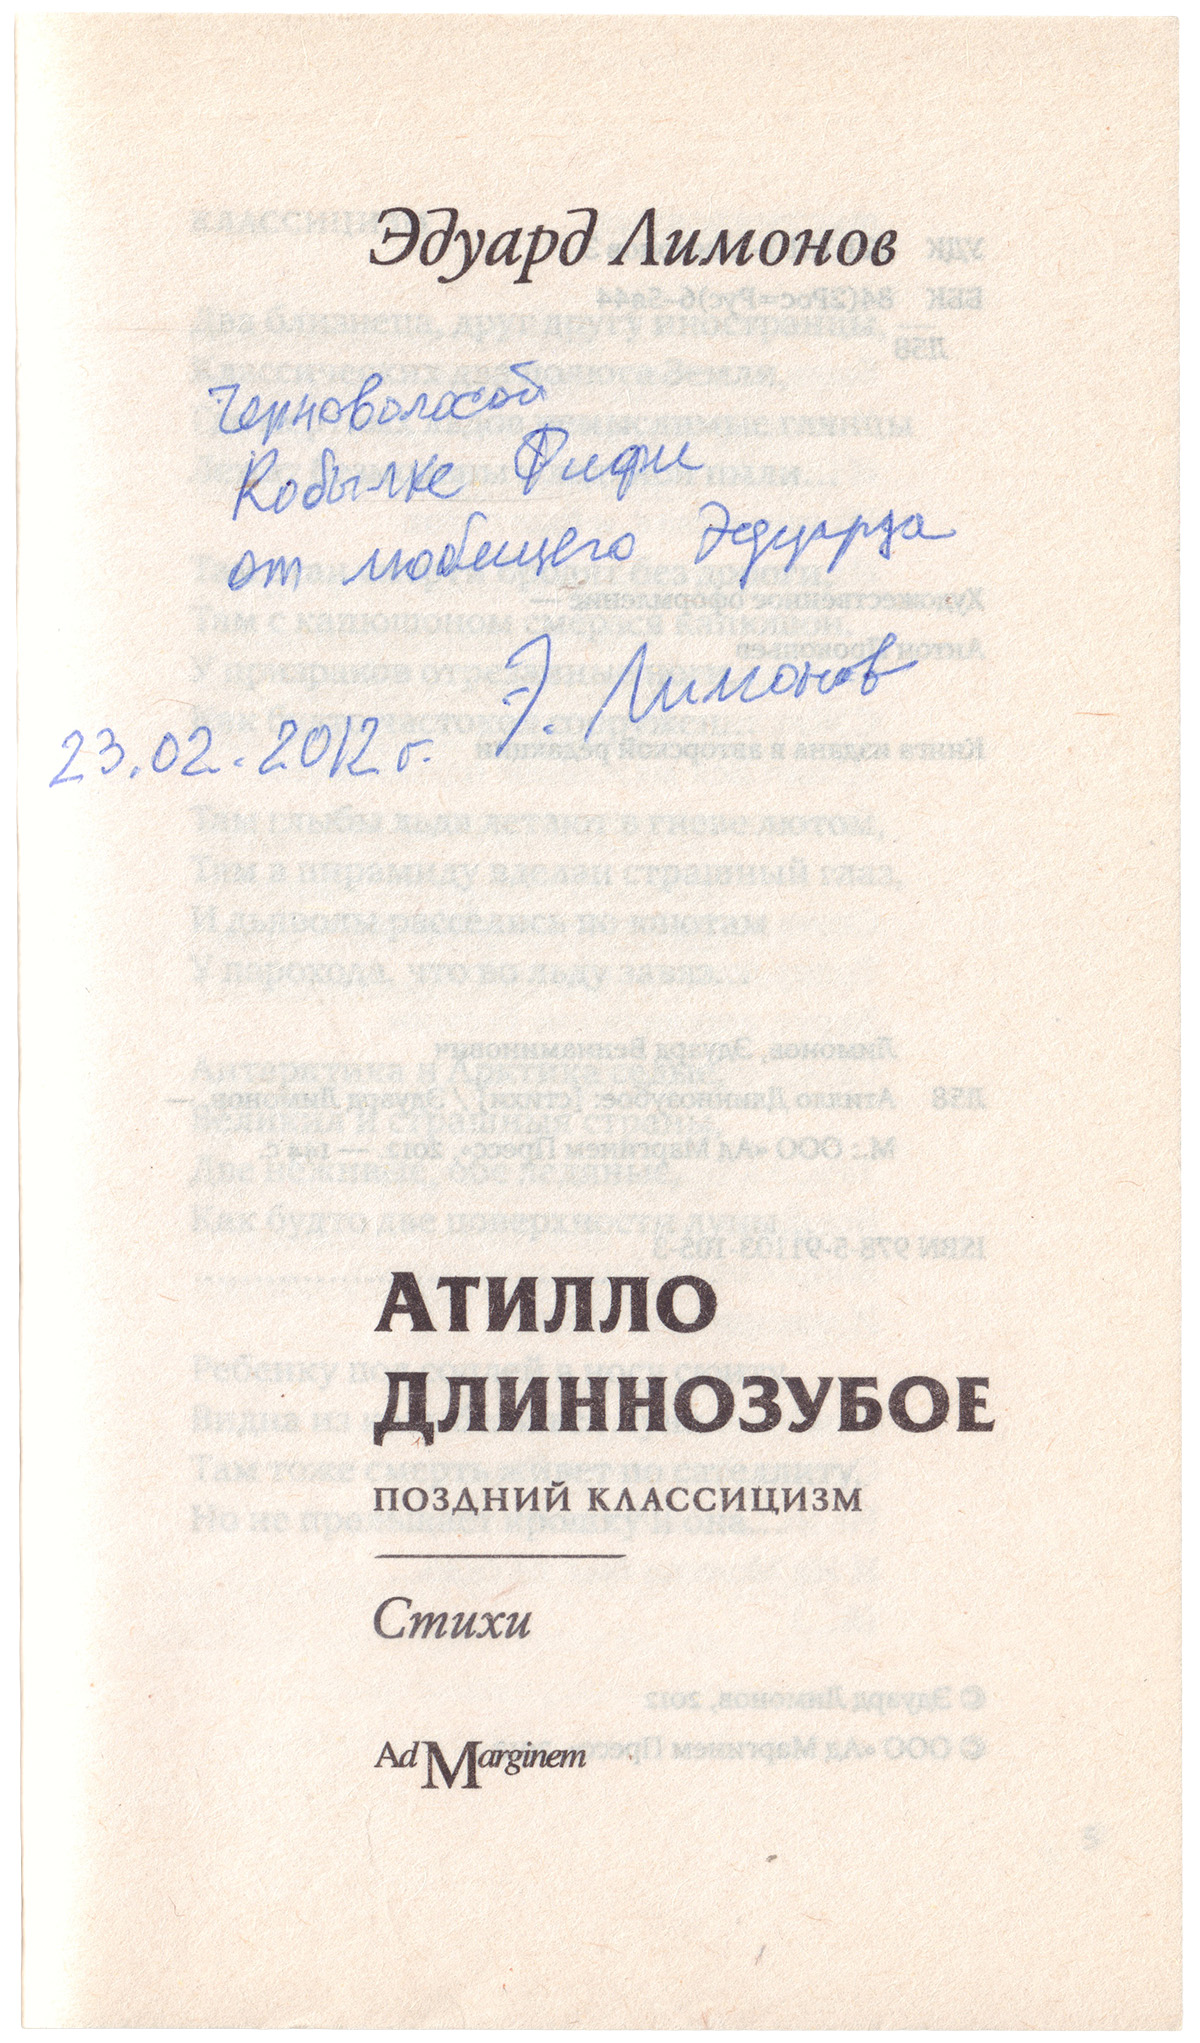 Эдуард Лимонов
Черноволосой
Кобылке Фифи
от любящего Эдуарда
Э. Лимонов
23.02.2012 г.
АТИЛЛО
ДЛИННОЗУБОЕ
ПОЗДНИЙ КЛАССИЦИЗМ
Стихи
Ad Marginem